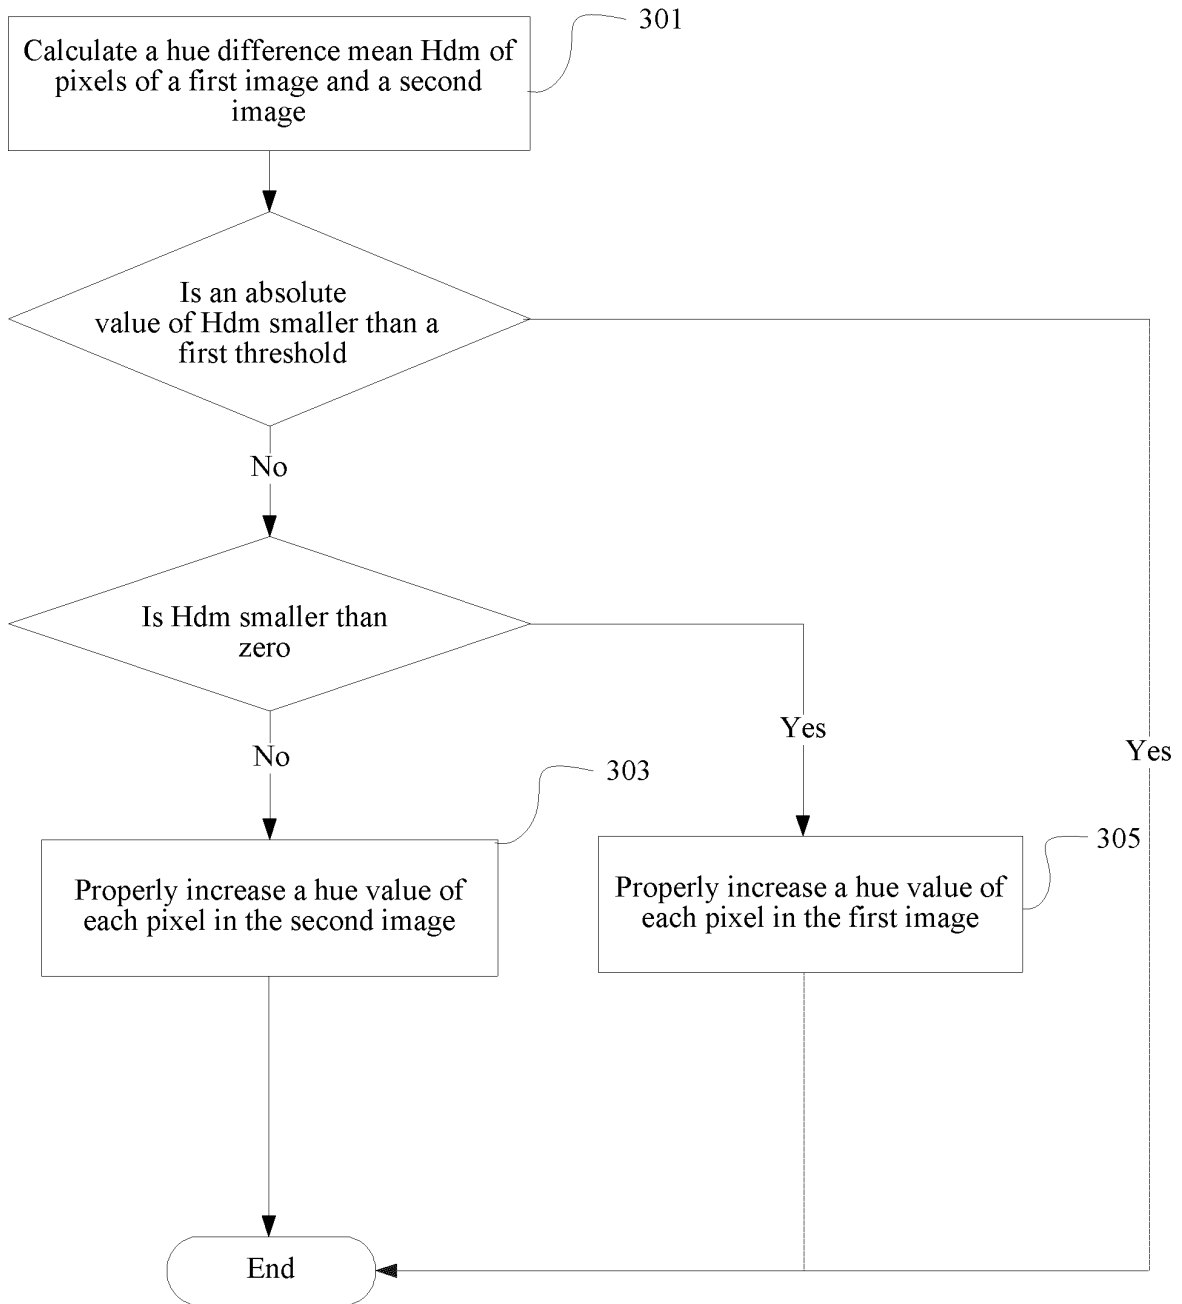 301
Calculate a hue difference mean Hdm of
pixels of a first image and a second
image
Is an absolute
value of Hdm smaller than a
first threshold
No
Is Hdm smaller than
zero
Yes
Yes
No
303
305
Properly increase a hue value of
each pixel in the second image
Properly increase a hue value of
each pixel in the first image
End